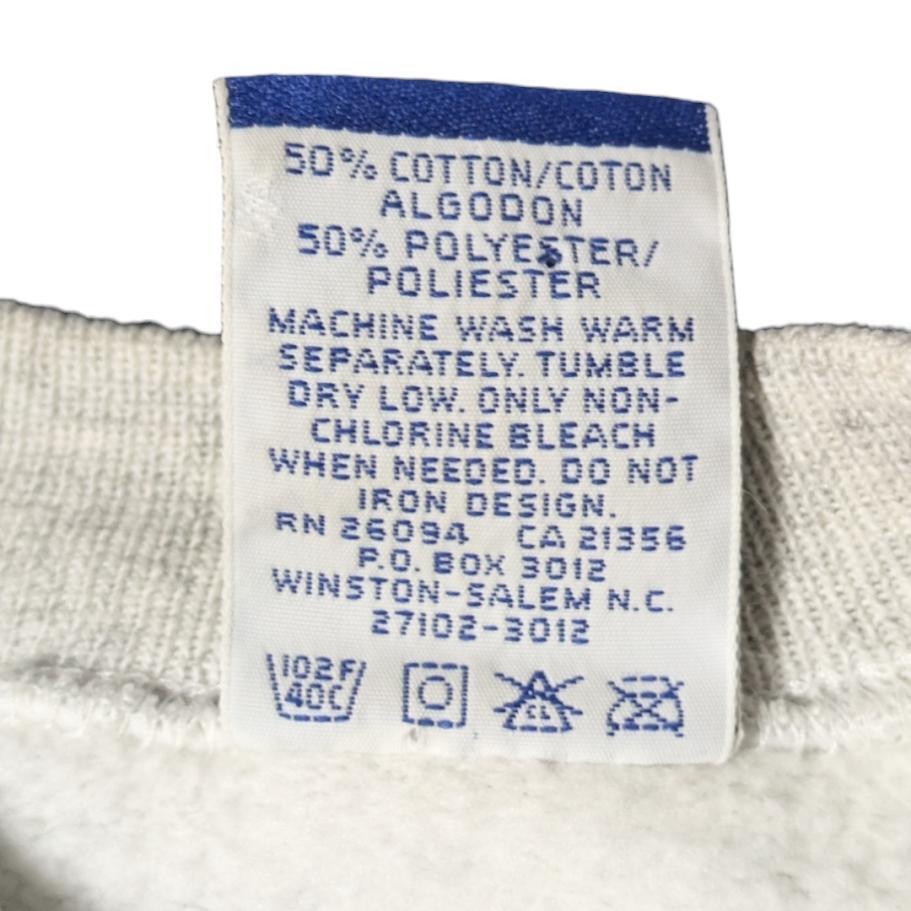 50% COTTON/COTON
ALGODON
50% POLYESTER/
POLIESTER
MACHINE WASH WARM
SEPARATELY. TUMBLE
DRY LOW. ONLY NON-
CHLORINE BLEACH
WHEN NEEDED. DO NOT
IRON DESIGN.
RN 26094 CA 21356
P.O. BOX 3012
WINSTON-SALEM N.C.
27102-3012
102F
40C
CL